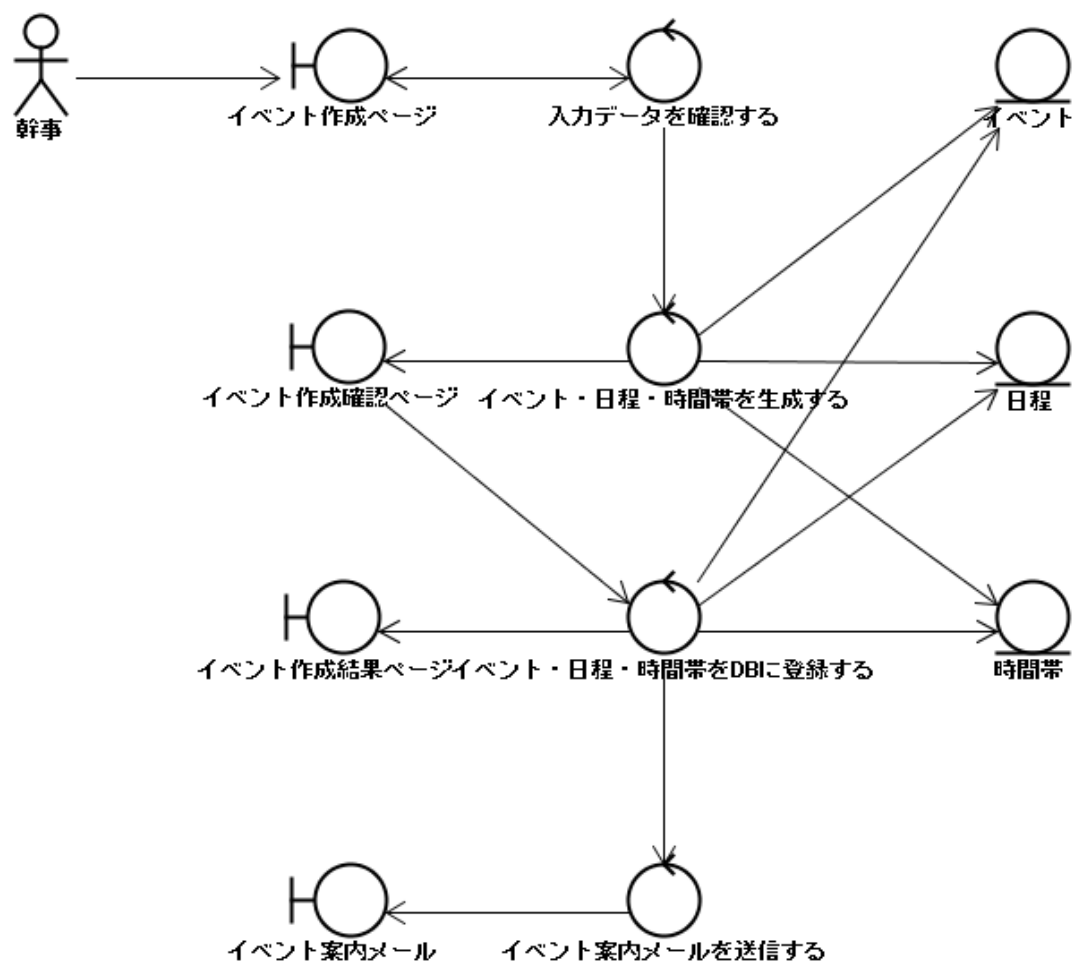 幹事
イベント作成ページ
入力データを確認する
イベント
イベント作成確認ページ
イベント・日程・時間帯を生成する
日程
イベント作成結果ページ
イベント・日程・時間帯をDBに登録する
時間帯
イベント案内メール
イベント案内メールを送信する